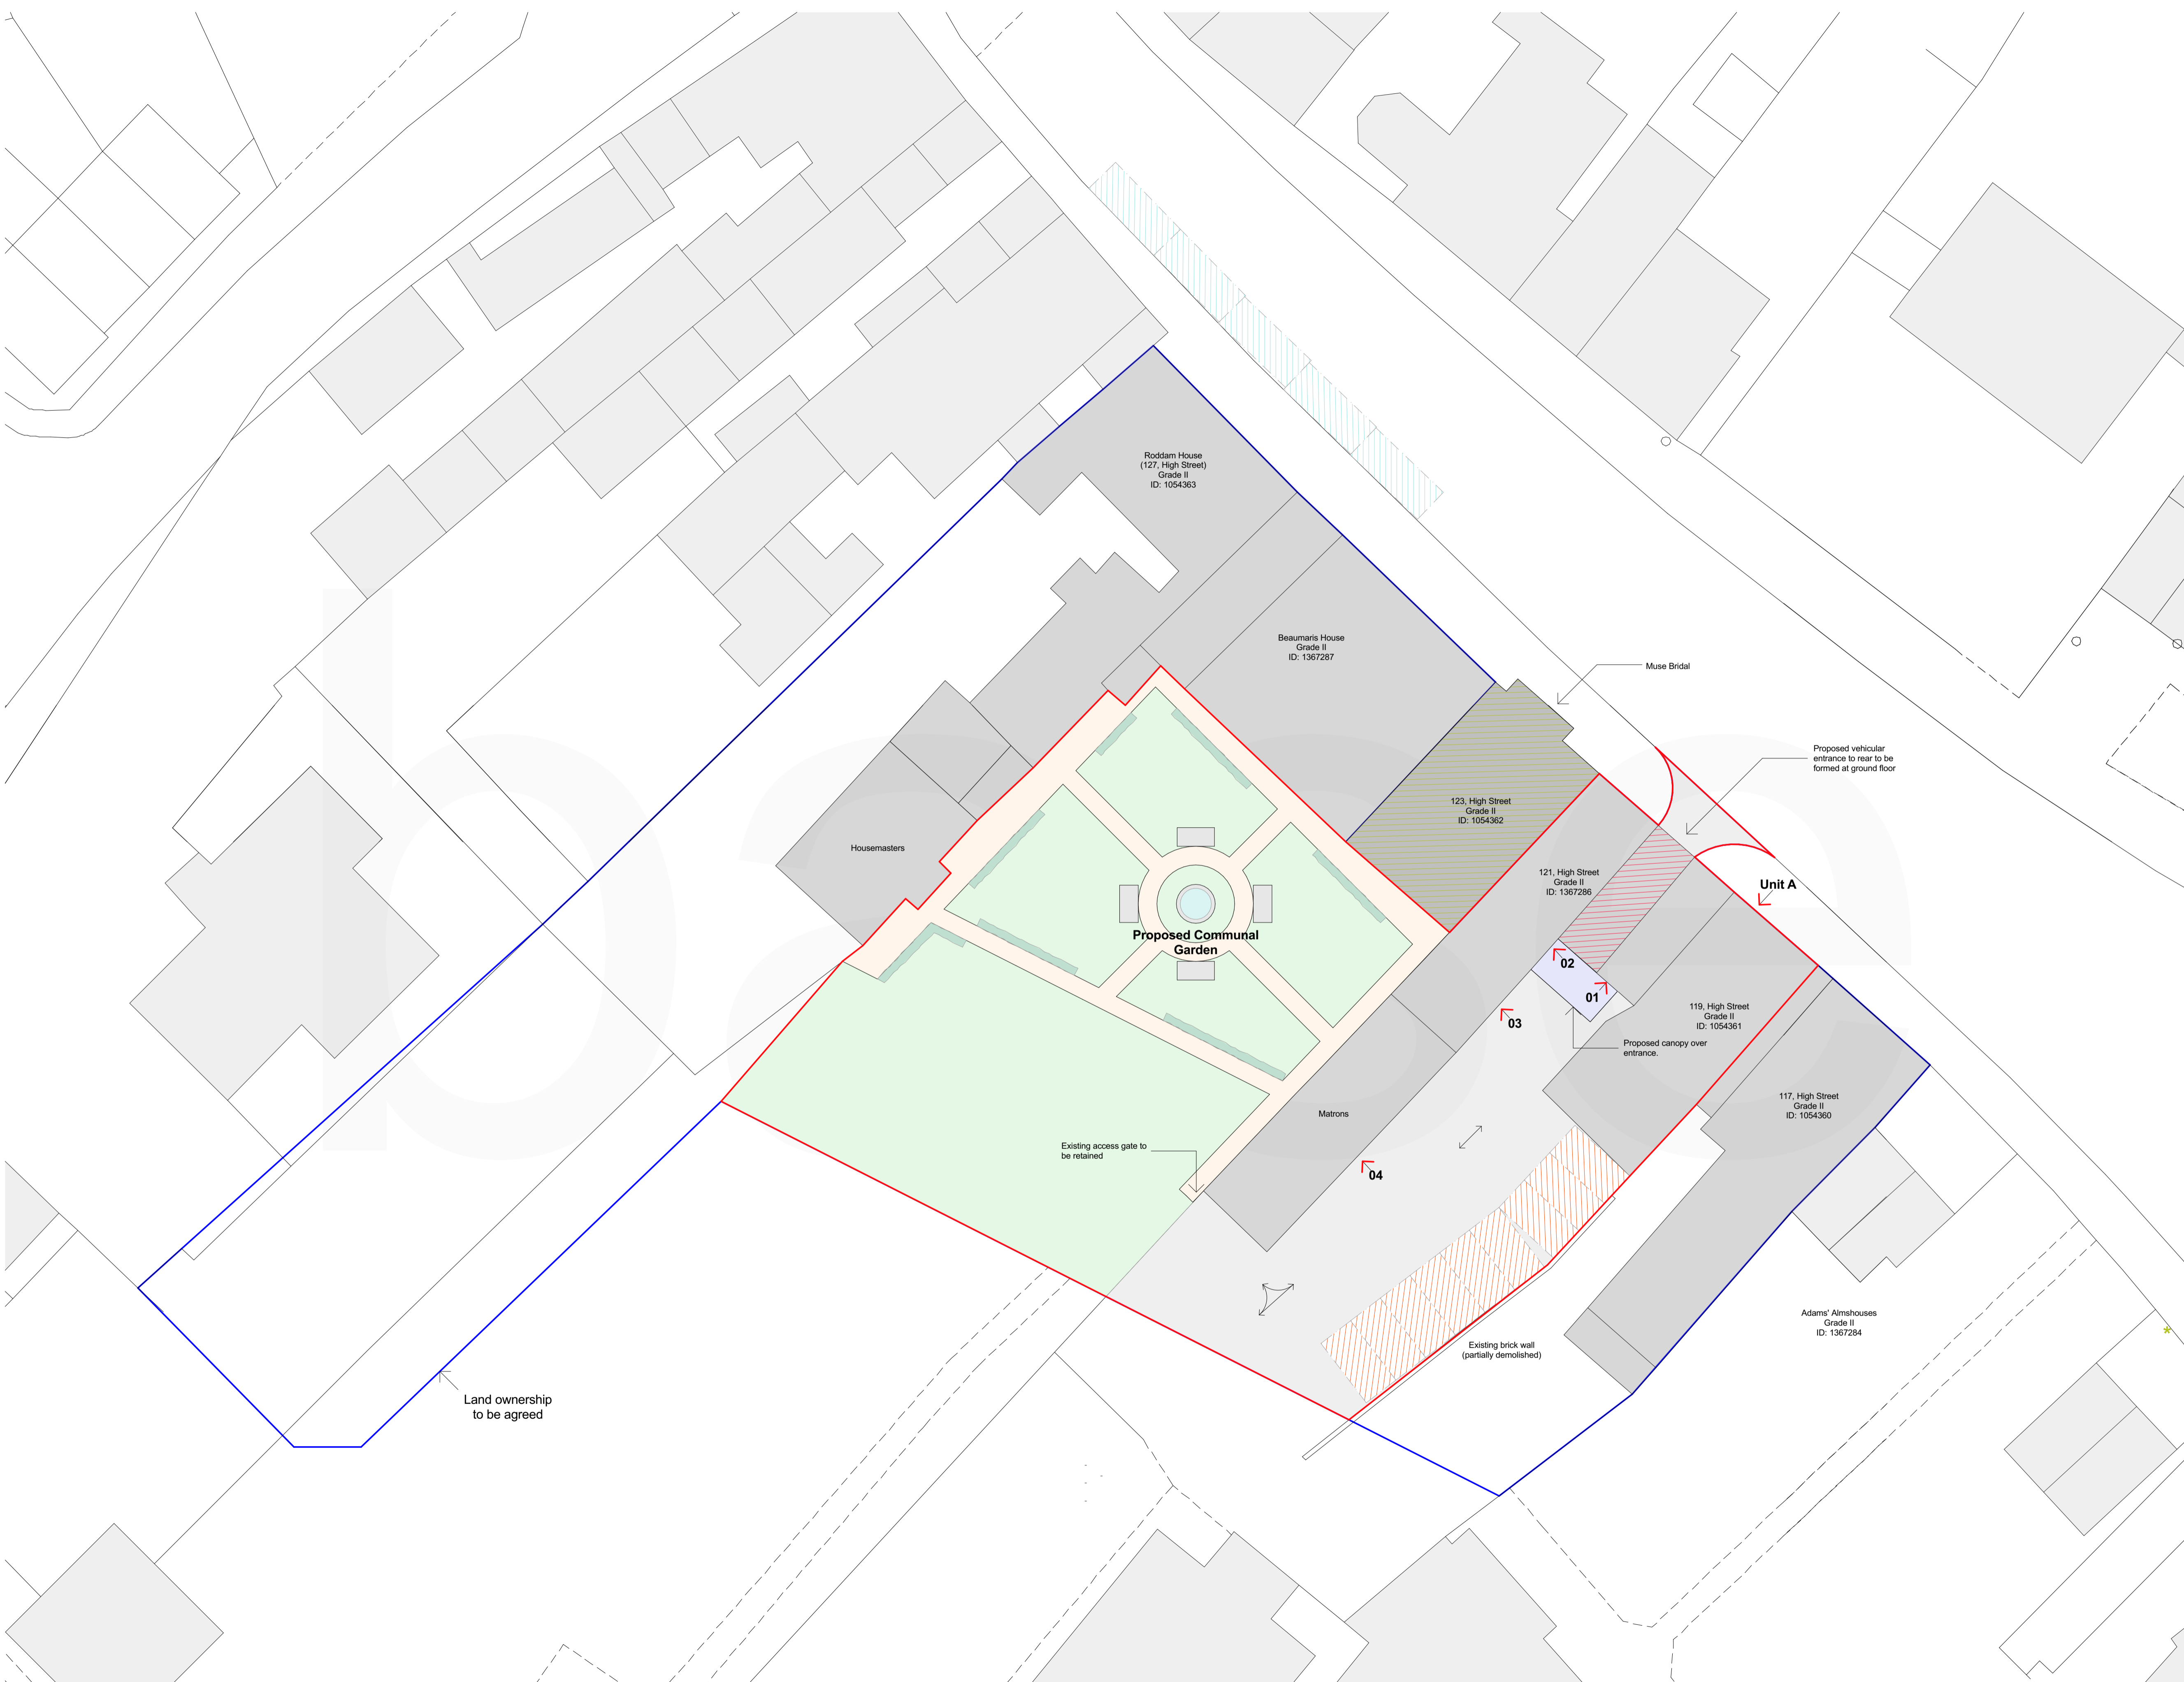 Roddam House
(127, High Street)
Grade II
ID: 1054363
Beaumaris House
Grade II
ID: 1367287
Muse Bridal
Proposed vehicular
entrance to rear to be
formed at ground floor
123, High Street
Grade II
ID: 1054362
Housemasters
121, High Street
Grade II
ID: 1367286
Unit A
Proposed Communal
Garden
02
01
03
119, High Street
Grade II
ID: 1054361
Proposed canopy over
entrance.
117, High Street
Grade II
ID: 1054360
Matrons
Existing access gate to
be retained
04
Adams' Almshouses
Grade II
ID: 1367284
Existing brick wall
(partially demolished)
Land ownership
to be agreed
base
*